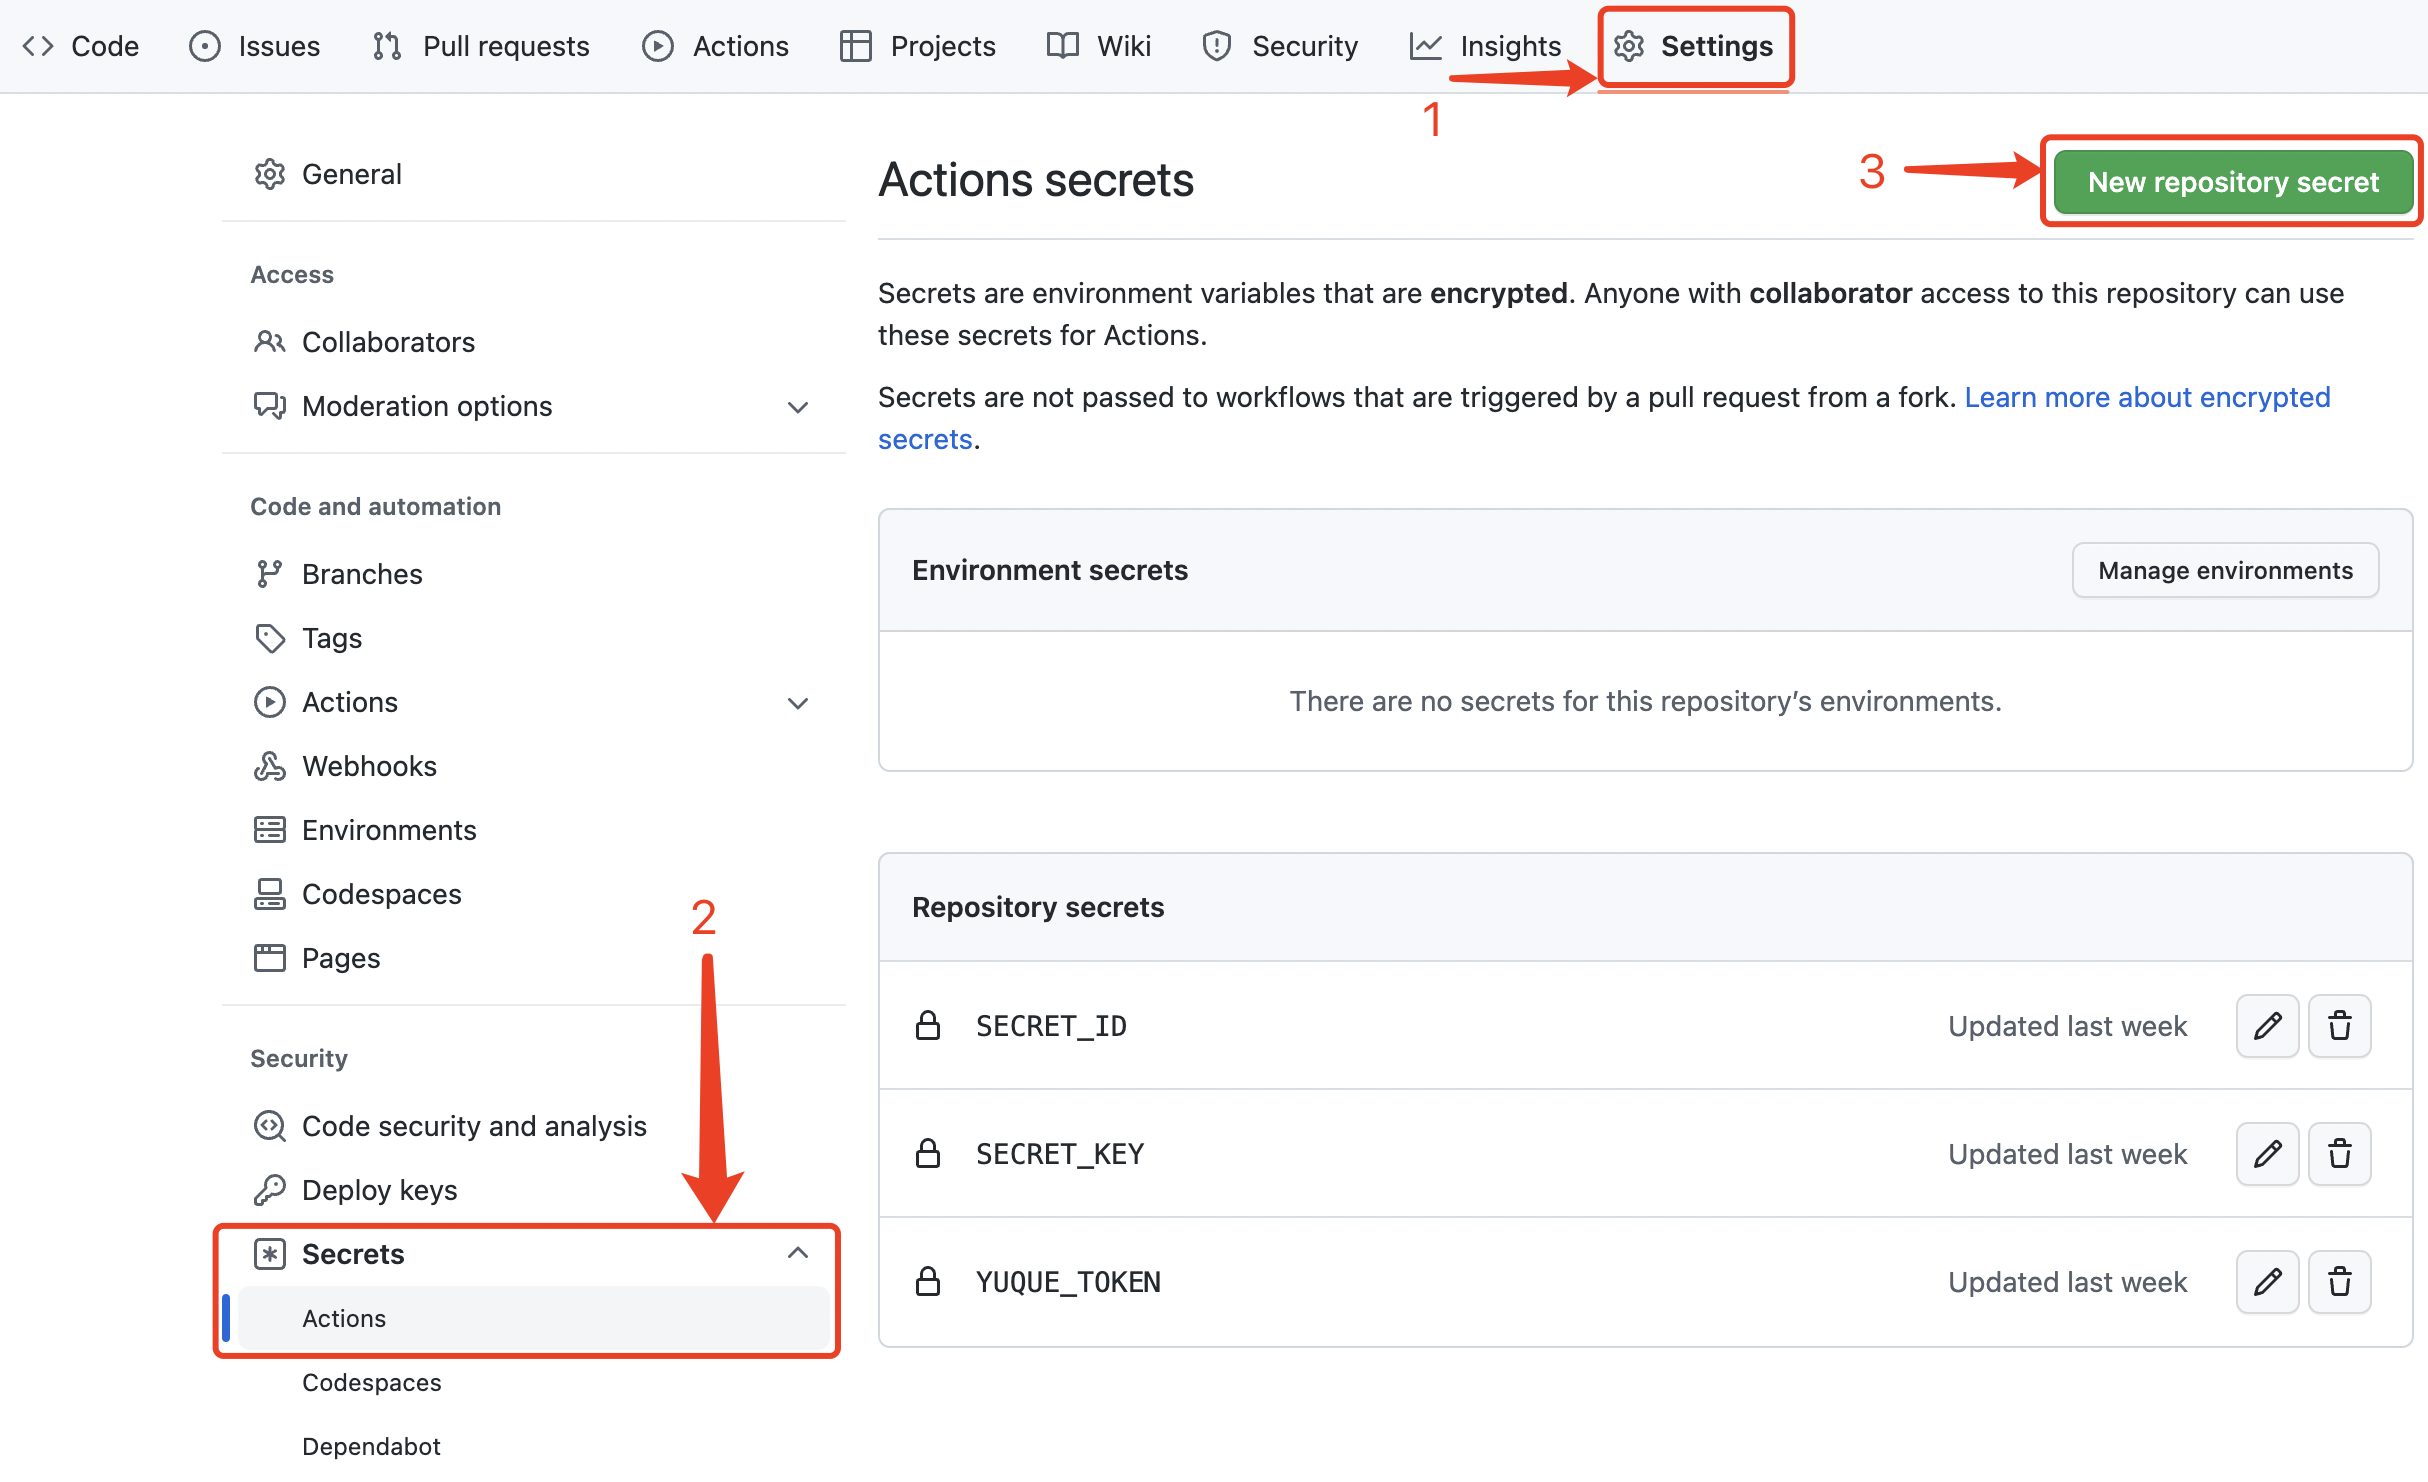 Code Issues Pull requests Actions Projects Wiki Security Insights Settings
1
General
Access
Collaborators
Moderation options
Code and automation
Branches
Tags
Actions
Webhooks
Environments
Codespaces
Pages
2
Security
Code security and analysis
Deploy keys
Secrets
Actions
Codespaces
Dependabot
Actions secrets
3
New repository secret
Secrets are environment variables that are encrypted. Anyone with collaborator access to this repository can use
these secrets for Actions.
Secrets are not passed to workflows that are triggered by a pull request from a fork. Learn more about encrypted
secrets.
Environment secrets
Manage environments
There are no secrets for this repository’s environments.
Repository secrets
SECRET_ID Updated last week
SECRET_KEY Updated last week
YUQUE_TOKEN Updated last week